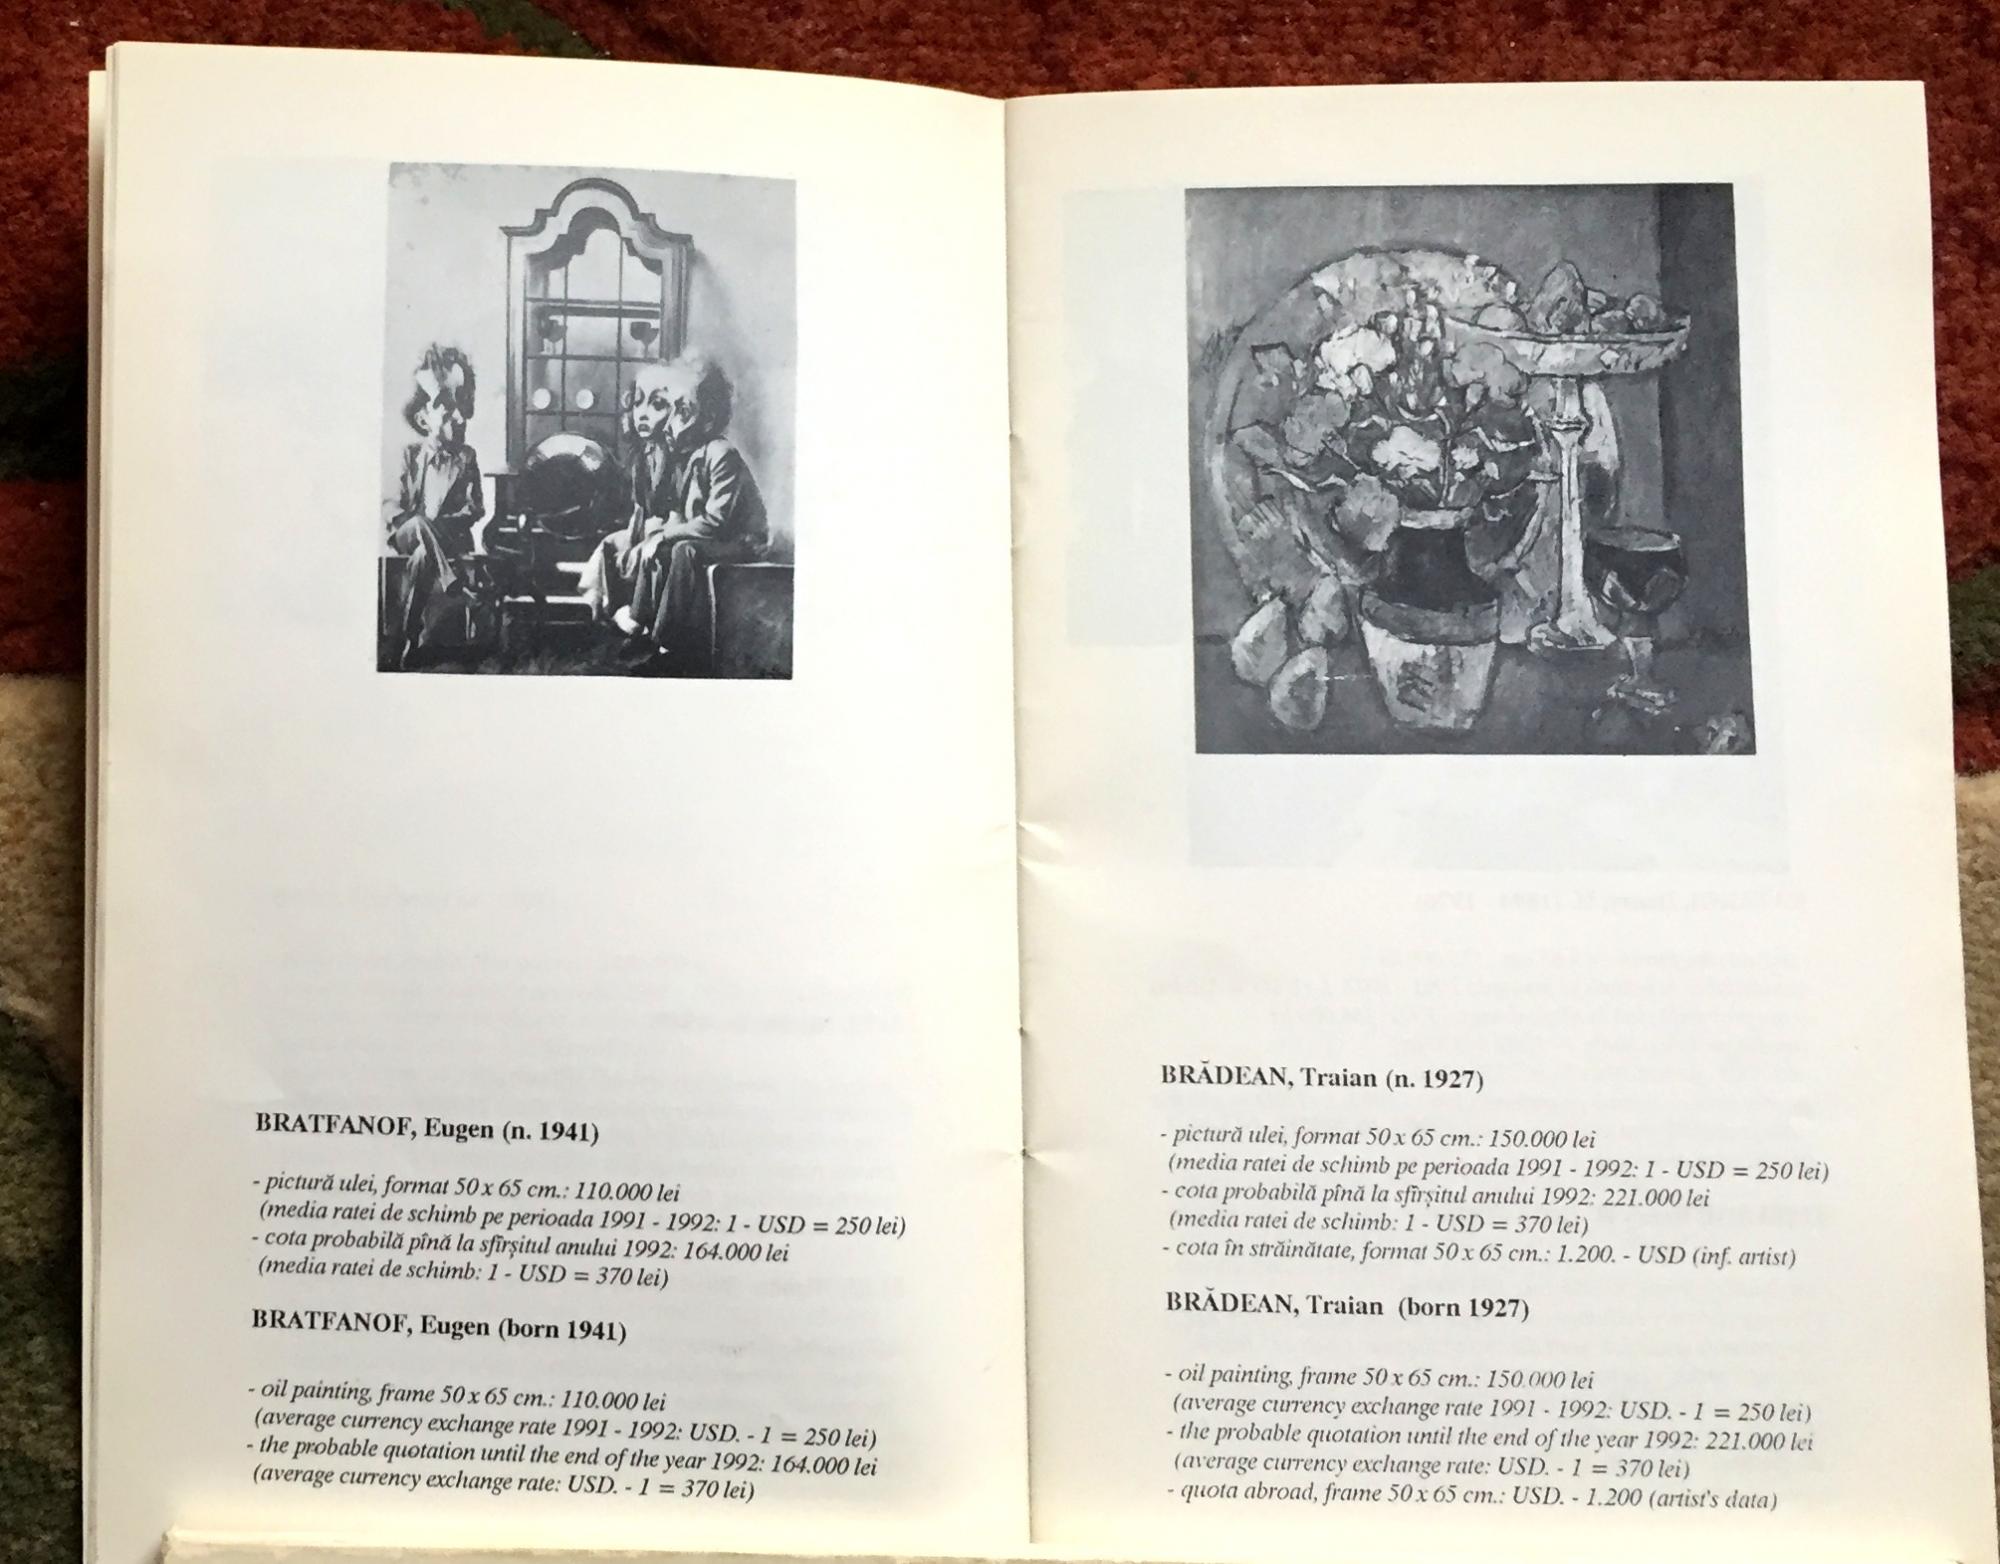 BRATFANOF, Eugen (n. 1941)
- pictură ulei, format 50 x 65 cm.: 110.000 lei
(media ratei de schimb pe perioada 1991 - 1992: 1 - USD = 250 lei)
- cota probabilă pînă la sfîrşitul anului 1992: 164.000 lei
(media ratei de schimb: 1 - USD = 370 lei)
BRATFANOF, Eugen (born 1941)
- oil painting, frame 50 x 65 cm.: 110.000 lei
(average currency exchange rate 1991 - 1992: USD. - 1 = 250 lei)
- the probable quotation until the end of the year 1992: 164.000 lei
(average currency exchange rate: USD. - 1 = 370 lei)
BRĂDEAN, Traian (n. 1927)
- pictură ulei, format 50 x 65 cm.: 150.000 lei
(media ratei de schimb pe perioada 1991 - 1992: 1 - USD = 250 lei)
- cota probabilă pînă la sfîrşitul anului 1992: 221.000 lei
(media ratei de schimb: 1 - USD = 370 lei)
- cota în străinătate, format 50 x 65 cm.: 1.200. - USD (inf. artist)
BRĂDEAN, Traian (born 1927)
- oil painting, frame 50 x 65 cm.: 150.000 lei
(average currency exchange rate 1991 - 1992: USD. - 1 = 250 lei)
- the probable quotation until the end of the year 1992: 221.000 lei
(average currency exchange rate: USD. - 1 = 370 lei)
- quota abroad, frame 50 x 65 cm.: USD. - 1.200 (artist's data)